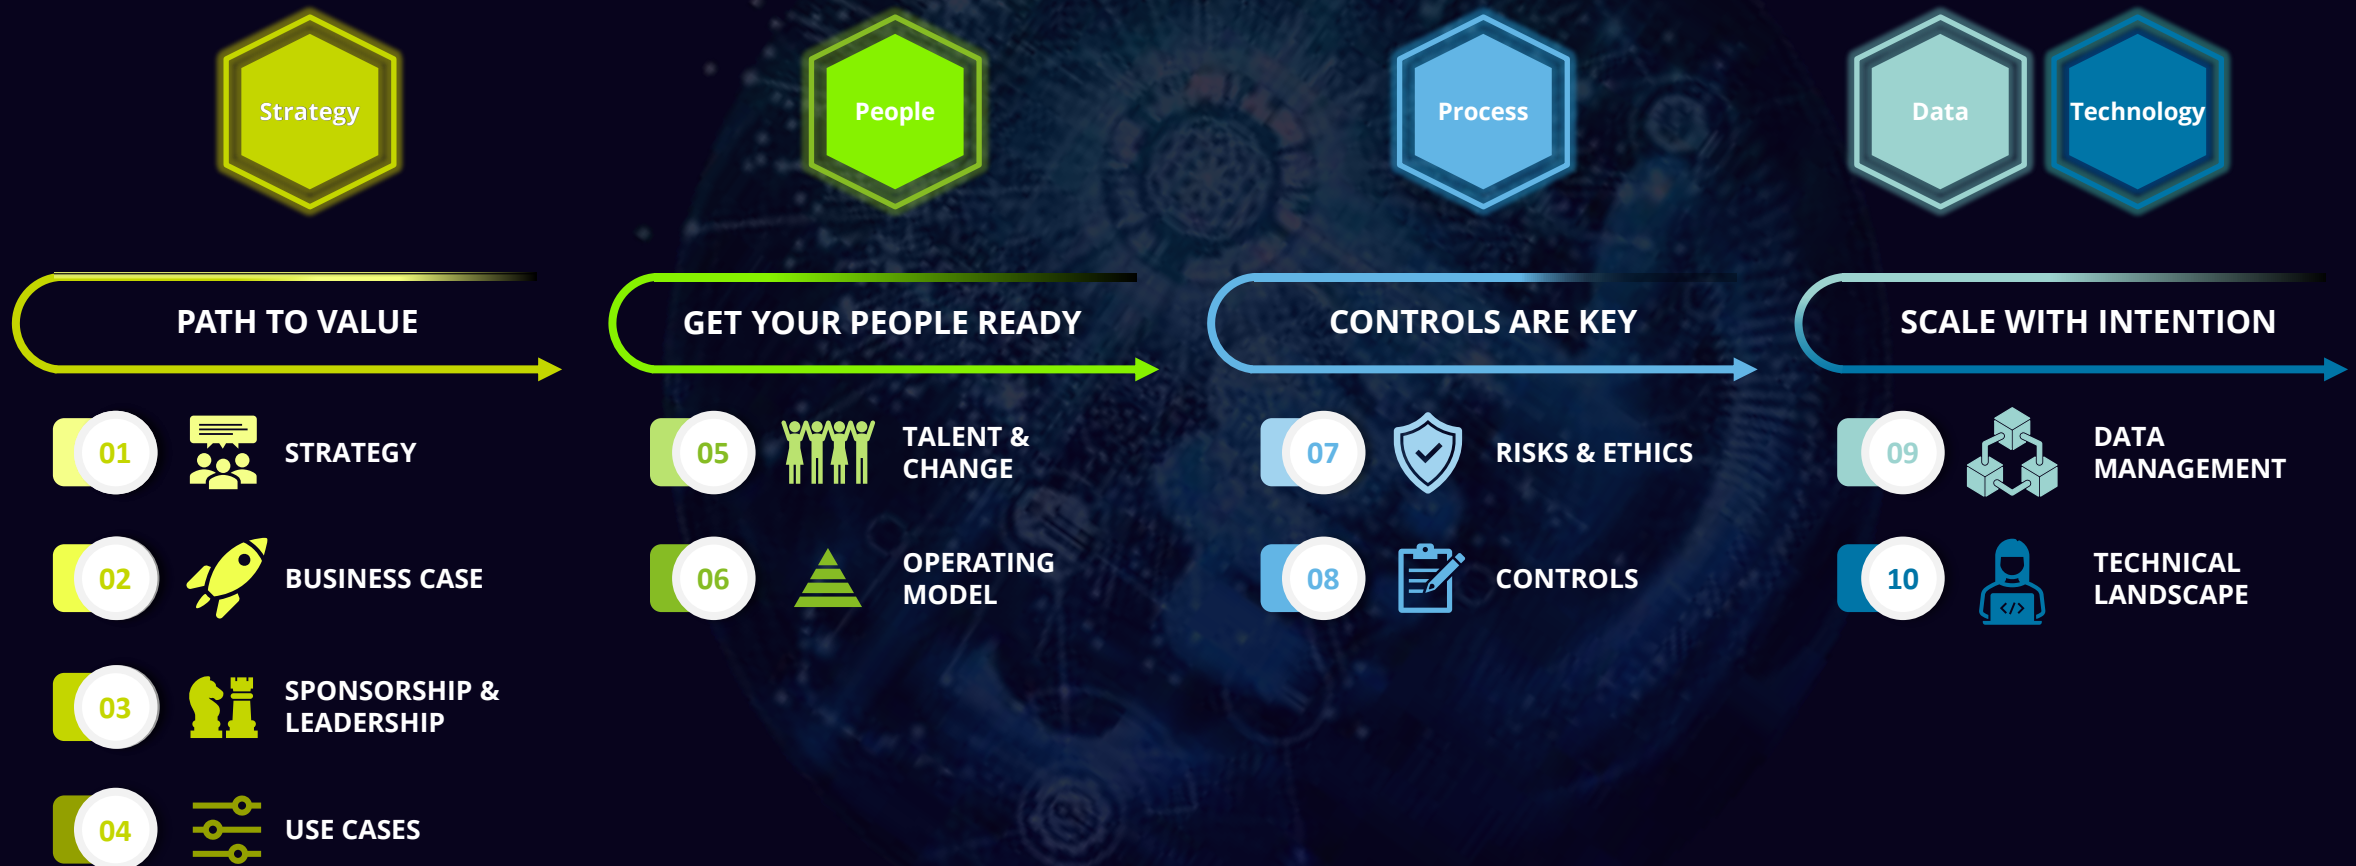 Strategy
People
Process
Data
Technology
PATH TO VALUE
GET YOUR PEOPLE READY
CONTROLS ARE KEY
SCALE WITH INTENTION
01
STRATEGY
02
BUSINESS CASE
03
SPONSORSHIP &
LEADERSHIP
04
USE CASES
05
TALENT &
CHANGE
06
OPERATING
MODEL
07
RISKS & ETHICS
08
CONTROLS
09
DATA
MANAGEMENT
10
</>
TECHNICAL
LANDSCAPE